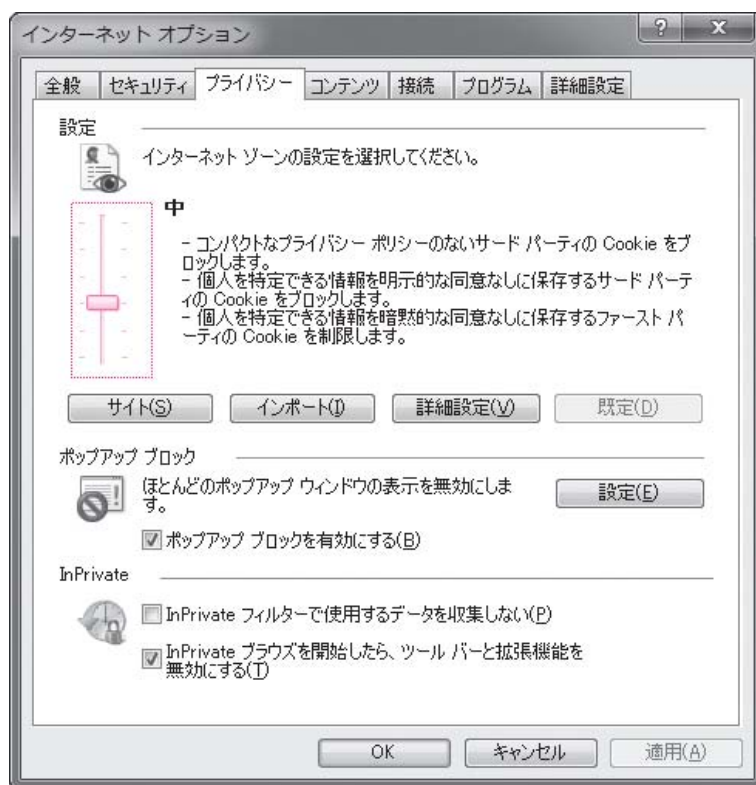 インターネット オプション
? X
全般 セキュリティ プライバシー コンテンツ 接続 プログラム 詳細設定
設定
インターネット ゾーンの設定を選択してください。
中
- コンパクトなプライバシー ポリシーのないサード パーティの Cookie をブ
ロックします。
- 個人を特定できる情報を明示的な同意なしに保存するサード パーテ
ィの Cookie をブロックします。
- 個人を特定できる情報を暗黙的な同意なしに保存するファースト パ
ーティの Cookie を制限します。
サイト(S) インポート(I) 詳細設定(V) 既定(D)
ポップアップ ブロック
ほとんどのポップアップ ウィンドウの表示を無効にしま
す。
設定(E)
ポップアップ ブロックを有効にする(B)
InPrivate
InPrivate フィルターで使用するデータを収集しない(P)
InPrivate ブラウズを開始したら、ツール バーと拡張機能を
無効にする(T)
OK キャンセル 適用(A)